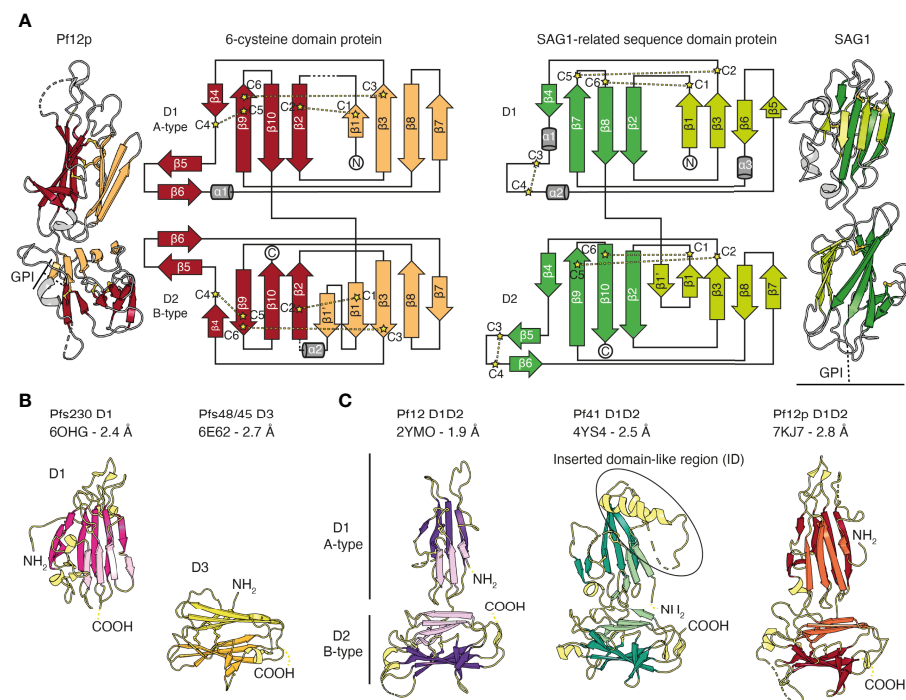 A
Pf12p
6-cysteine domain protein
SAG1-related sequence domain protein
SAG1
D1
A-type
β4
C4
β9
C6
C5
β10
β2
C2
C1
β1
C3
β3
β8
β7
N
β5
β6
α1
D1
C5
C6
C2
C1
β4
β7
β8
β2
β1
β3
β6
β5
α1
C3
C4
α2
N
α3
GPI
D2
B-type
β6
β5
C
C4
β4
β9
C5
C6
β10
β2
C2
β1'
β1
C1
β3
C3
β8
β7
α2
D2
C6
C5
C1
C2
β4
β9
β10
β2
β1'
β1
β3
β8
β7
C3
C4
β5
β6
C
GPI
B
Pfs230 D1
6OHG - 2.4 Å
Pfs48/45 D3
6E62 - 2.7 Å
D1
NH2
COOH
D3
NH2
COOH
C
Pf12 D1D2
2YMO - 1.9 Å
Pf41 D1D2
4YS4 - 2.5 Å
Pf12p D1D2
7KJ7 - 2.8 Å
Inserted domain-like region (ID)
D1
A-type
D2
B-type
NH2
COOH
NH2
COOH
NH2
COOH